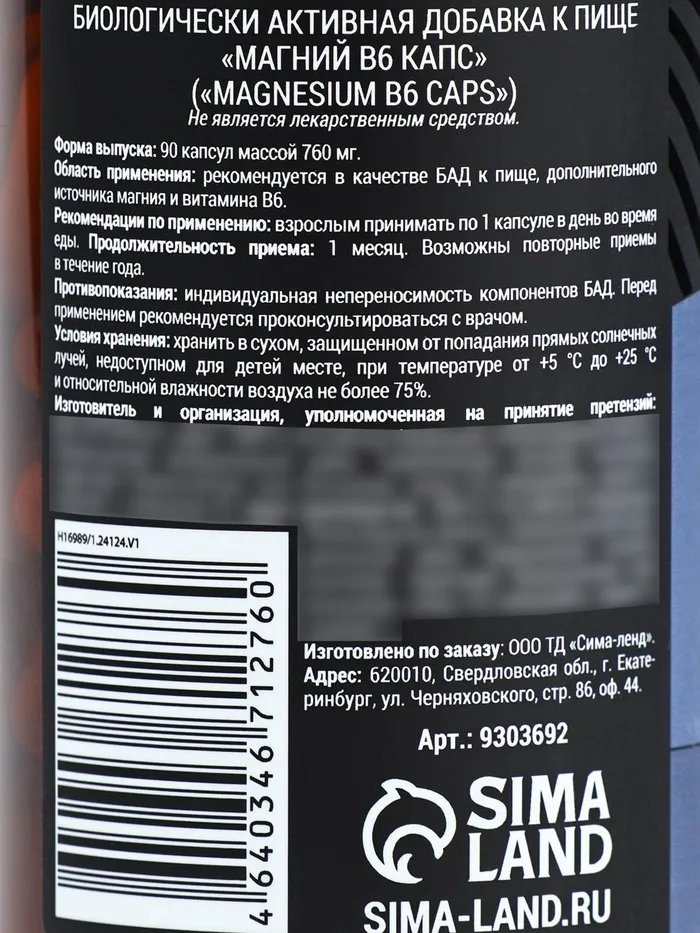 БИОЛОГИЧЕСКИ АКТИВНАЯ ДОБАВКА К ПИЩЕ
«МАГНИЙ В6 КАПС»
(«MAGNESIUM B6 CAPS»)
Не является лекарственным средством.
Форма выпуска: 90 капсул массой 760 мг.
Область применения: рекомендуется в качестве БАД к пище, дополнительного
источника магния и витамина В6.
Рекомендации по применению: взрослым принимать по 1 капсуле в день во время
еды. Продолжительность приема: 1 месяц. Возможны повторные приемы
в течение года.
Противопоказания: индивидуальная непереносимость компонентов БАД. Перед
применением рекомендуется проконсультироваться с врачом.
Условия хранения: хранить в сухом, защищенном от попадания прямых солнечных
лучей, недоступном для детей месте, при температуре от +5 °С до +25 °С
и относительной влажности воздуха не более 75%.
Изготовитель и организация, уполномоченная на принятие претензий:
Н16989/1.24124.V1
4 640346 712760
Изготовлено по заказу: ООО ТД «Сима-ленд».
Адрес: 620010, Свердловская обл., г. Екате-
ринбург, ул. Черняховского, стр. 86, оф. 44.
Арт.: 9303692
SIMA
LAND
SIMA-LAND.RU